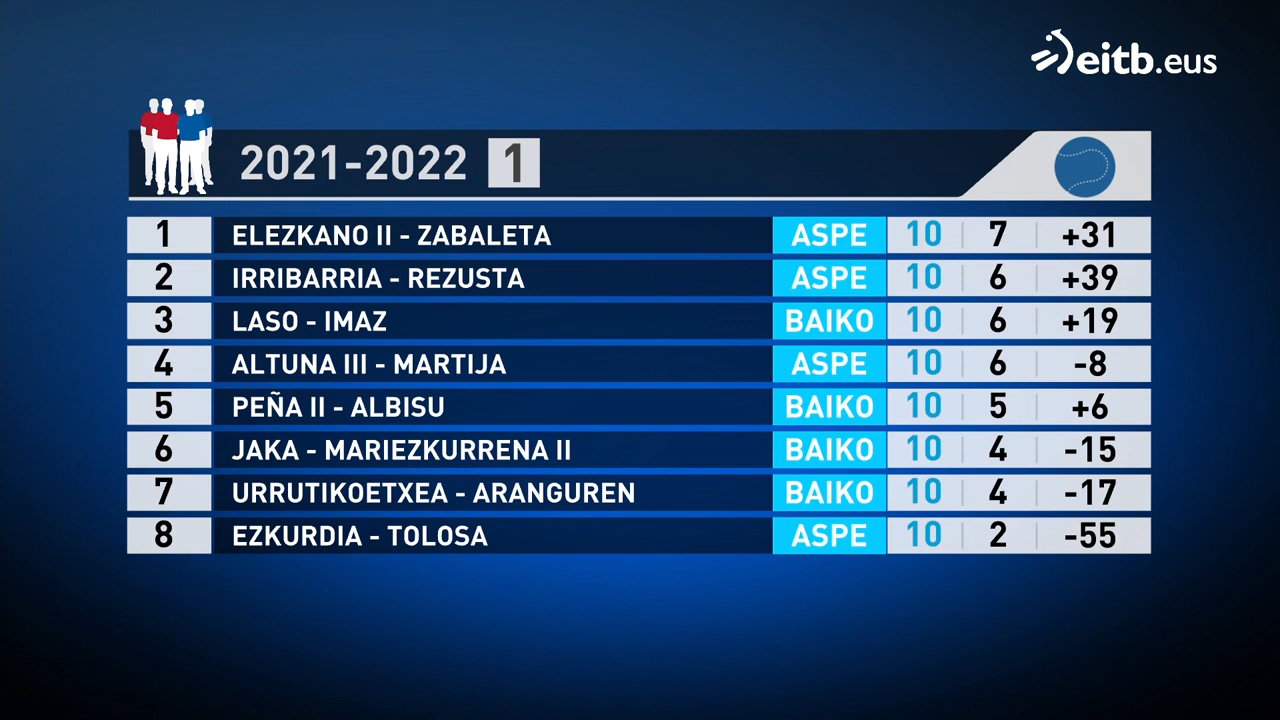 eitb.eus
2021-2022 1
1 ELEZKANO II - ZABALETA ASPE 10 7 +31
2 IRRIBARRIA - REZUSTA ASPE 10 6 +39
3 LASO - IMAZ BAIKO 10 6 +19
4 ALTUNA III - MARTIJA ASPE 10 6 -8
5 PEÑA II - ALBISU BAIKO 10 5 +6
6 JAKA - MARIEZKURRENA II BAIKO 10 4 -15
7 URRUTIKOETXEA - ARANGUREN BAIKO 10 4 -17
8 EZKURDIA - TOLOSA ASPE 10 2 -55